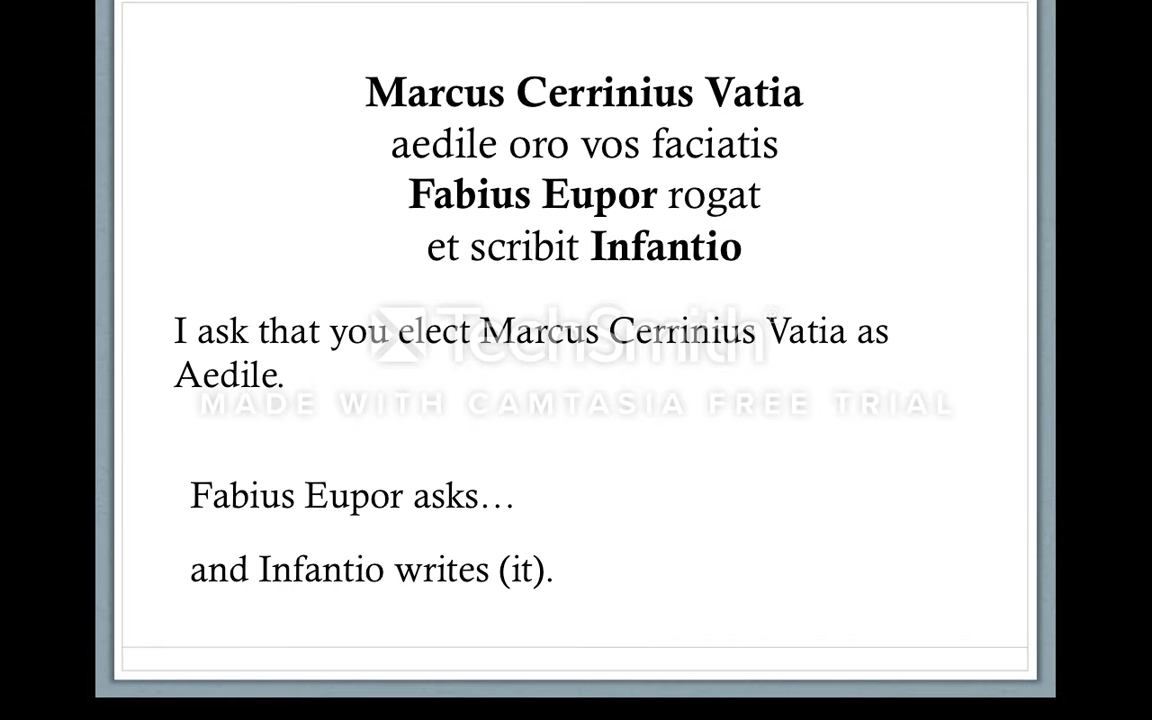 Marcus Cerrinius Vatia
aedile oro vos faciatis
Fabius Eupor rogat
et scribit Infantio
I ask that you elect Marcus Cerrinius Vatia as
Aedile.
TechSmith
MADE WITH CAMTASIA FREE TRIAL
Fabius Eupor asks…
and Infantio writes (it).